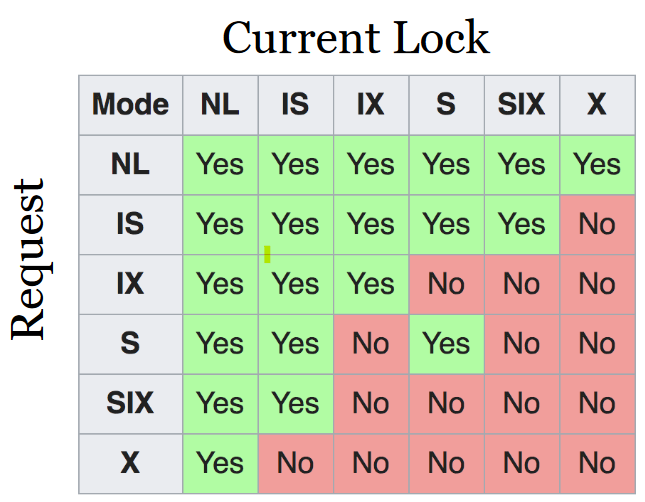 Current Lock
Mode NL IS IX S SIX X
NL Yes Yes Yes Yes Yes Yes
IS Yes Yes Yes Yes Yes No
Request
IX Yes Yes Yes No No No
S Yes Yes No Yes No No
SIX Yes Yes No No No No
X Yes No No No No No